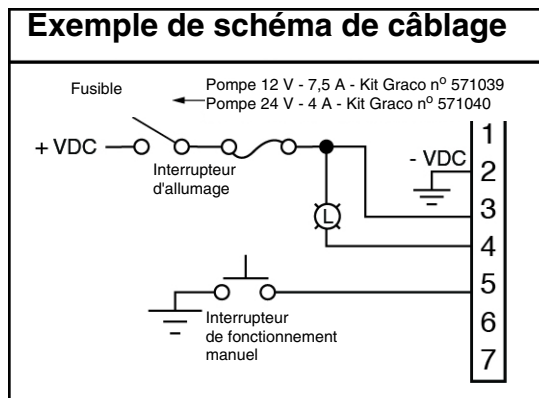 Exemple de schéma de câblage
Fusible
Pompe 12 V - 7,5 A - Kit Graco nº 571039
Pompe 24 V - 4 A - Kit Graco nº 571040
+ VDC
Interrupteur
d'allumage
- VDC
1
2
3
4
5
6
7
L
Interrupteur
de fonctionnement
manuel